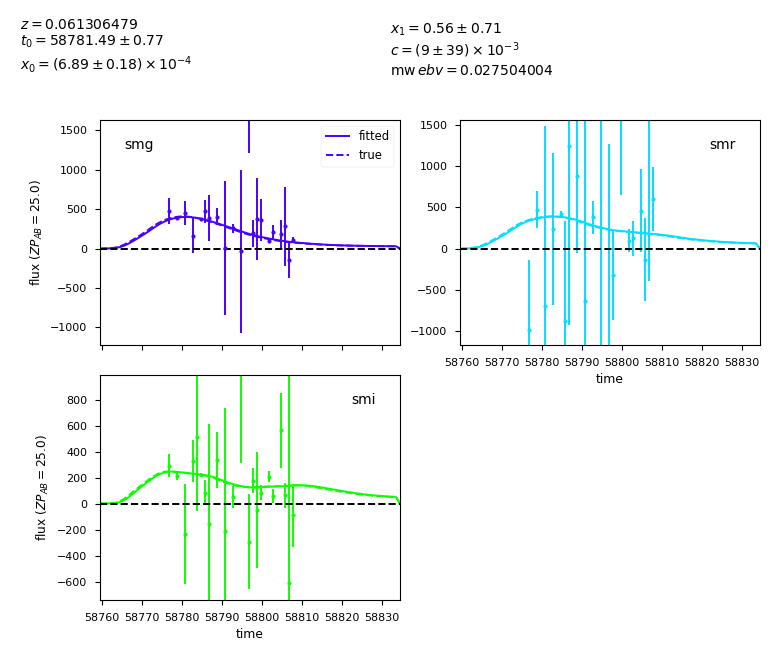 z = 0.061306479
t₀ = 58781.49 ± 0.77
x₀ = (6.89 ± 0.18) × 10⁻⁴
x₁ = 0.56 ± 0.71
c = (9 ± 39) × 10⁻³
mw ebv = 0.027504004
smg
fitted
true
1500
1000
500
0
−500
−1000
flux (ZP_AB = 25.0)
smr
1500
1000
500
0
−500
−1000
58760 58770 58780 58790 58800 58810 58820 58830
time
smi
800
600
400
200
0
−200
−400
−600
flux (ZP_AB = 25.0)
58760 58770 58780 58790 58800 58810 58820 58830
time